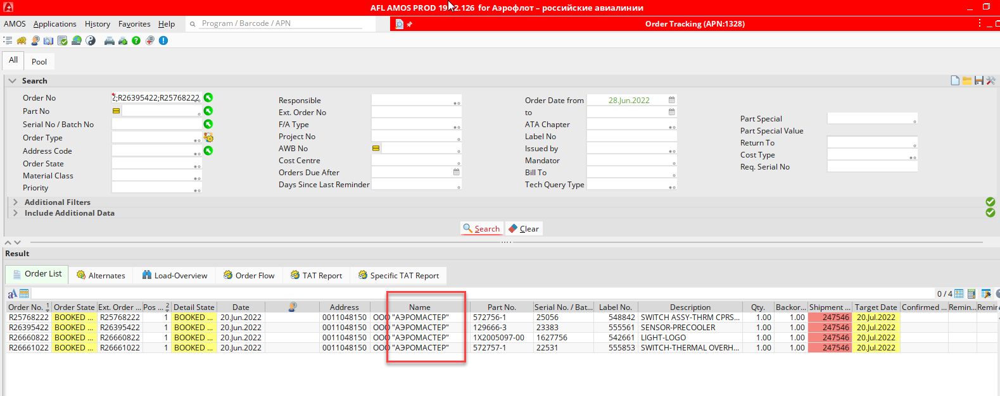 AFL AMOS PROD 19 2.126 for Аэрофлот – российские авиалинии
AMOS Applications History Favorites Help Program / Barcode / APN
Order Tracking (APN:1328)
All Pool
Search
Order No 2;R26395422;R25768222
Part No
Serial No / Batch No
Order Type
Address Code
Order State
Material Class
Priority
Responsible
Ext. Order No
F/A Type
Project No
AWB No
Cost Centre
Orders Due After
Days Since Last Reminder
Order Date from 28.Jun.2022
to
ATA Chapter
Label No
Issued by
Mandator
Bill To
Tech Query Type
Part Special
Part Special Value
Return To
Cost Type
Req. Serial No
Additional Filters
Include Additional Data
Search Clear
Result
Order List Alternates Load-Overview Order Flow TAT Report Specific TAT Report
0 / 4
Order No. 1 Order State Ext. Order ... Pos ... 2 Detail State Date Address Name Part No. Serial No. / Bat... Label No. Description Qty. Backor... Shipment ... Target Date Confirmed ... Remin... Remin
R25768222 BOOKED ... R25768222 1 BOOKED ... 20.Jun.2022 0011048150 ООО "АЭРОМАСТЕР" 572756-1 25056 548842 SWITCH ASSY-THRM CPRS... 1.00 1.00 247546 20.Jul.2022
R26395422 BOOKED ... R26395422 1 BOOKED ... 20.Jun.2022 0011048150 ООО "АЭРОМАСТЕР" 129666-3 23383 555561 SENSOR-PRECOOLER 1.00 1.00 247546 20.Jul.2022
R26660822 BOOKED ... R26660822 1 BOOKED ... 20.Jun.2022 0011048150 ООО "АЭРОМАСТЕР" 1X2005097-00 1627756 542661 LIGHT-LOGO 1.00 1.00 247546 20.Jul.2022
R26661022 BOOKED ... R26661022 1 BOOKED ... 20.Jun.2022 0011048150 ООО "АЭРОМАСТЕР" 572757-1 22531 555853 SWITCH-THERMAL OVERH... 1.00 1.00 247546 20.Jul.2022